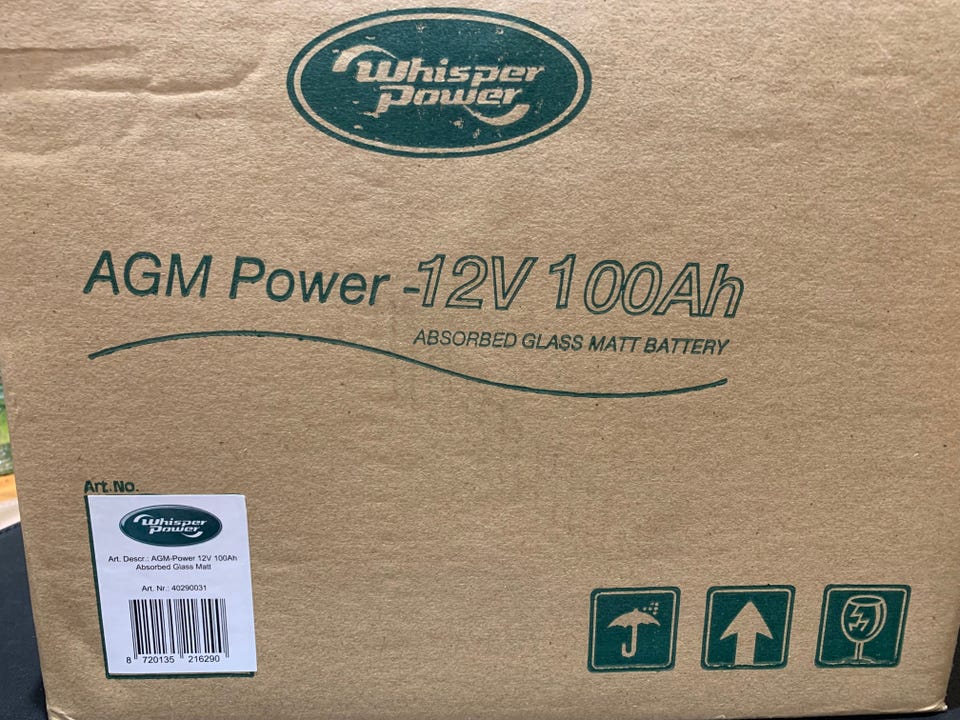 Whisper
Power
AGM Power -12V 100Ah
ABSORBED GLASS MATT BATTERY
Art.No.
Whisper
Power
Art. Descr.: AGM-Power 12V 100Ah
Absorbed Glass Matt
Art. Nr.: 40290031
8 720135 216290